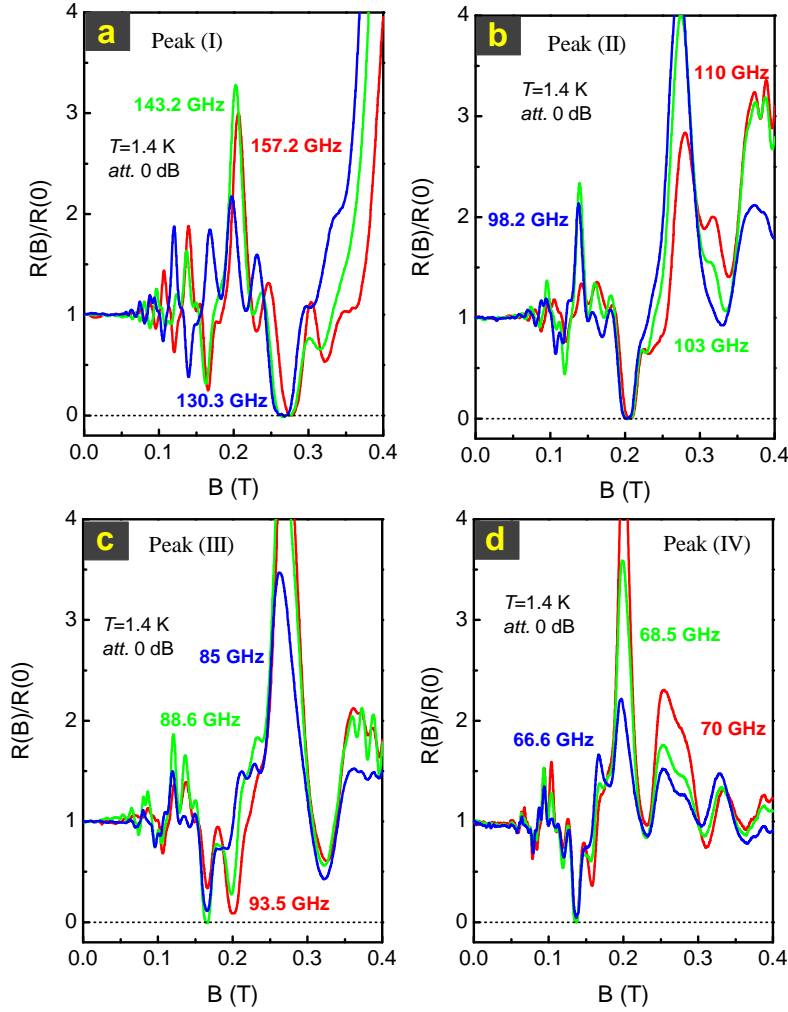 a
Peak (I)
143.2 GHz
157.2 GHz
T=1.4 K
att. 0 dB
130.3 GHz
R(B)/R(0)
4
3
2
1
0
0.0 0.1 0.2 0.3 0.4
B (T)
b
Peak (II)
110 GHz
T=1.4 K
att. 0 dB
98.2 GHz
103 GHz
R(B)/R(0)
4
3
2
1
0
0.0 0.1 0.2 0.3 0.4
B (T)
c
Peak (III)
T=1.4 K
att. 0 dB
85 GHz
88.6 GHz
93.5 GHz
R(B)/R(0)
4
3
2
1
0
0.0 0.1 0.2 0.3 0.4
B (T)
d
Peak (IV)
T=1.4 K
att. 0 dB
68.5 GHz
66.6 GHz
70 GHz
R(B)/R(0)
4
3
2
1
0
0.0 0.1 0.2 0.3 0.4
B (T)